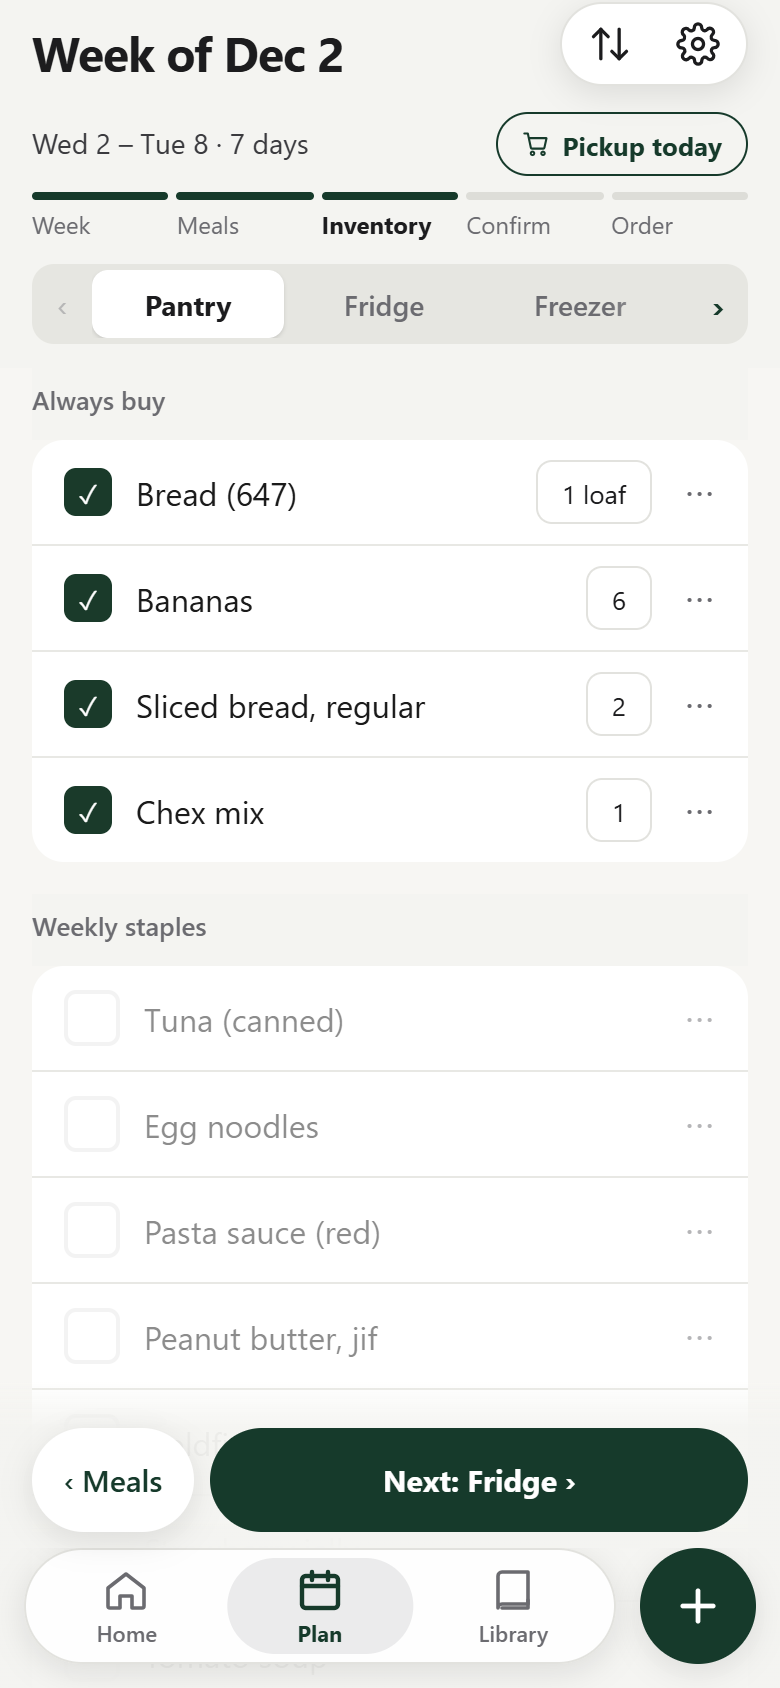 Week of Dec 2
Wed 2 – Tue 8 · 7 days
Pickup today
Week
Meals
Inventory
Confirm
Order
‹
Pantry
Fridge
Freezer
›
Always buy
Bread (647)
1 loaf
Bananas
6
Sliced bread, regular
2
Chex mix
1
Weekly staples
Tuna (canned)
Egg noodles
Pasta sauce (red)
Peanut butter, jif
‹ Meals
Next: Fridge ›
Home
Plan
Library